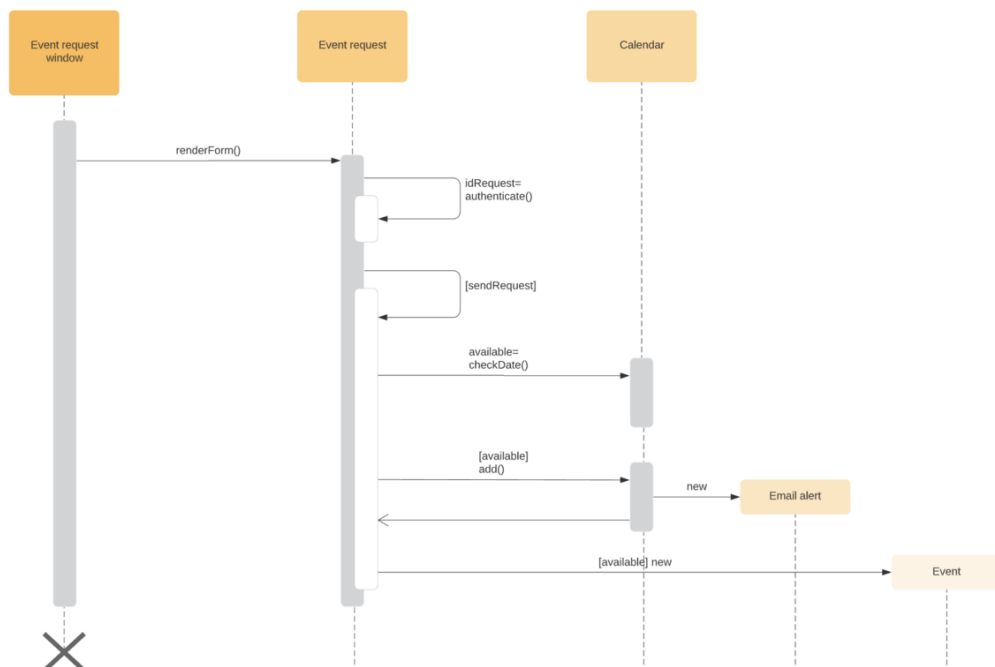 Event request
window
Event request
Calendar
renderForm()
idRequest=
authenticate()
[sendRequest]
available=
checkDate()
[available]
add()
new
Email alert
[available] new
Event